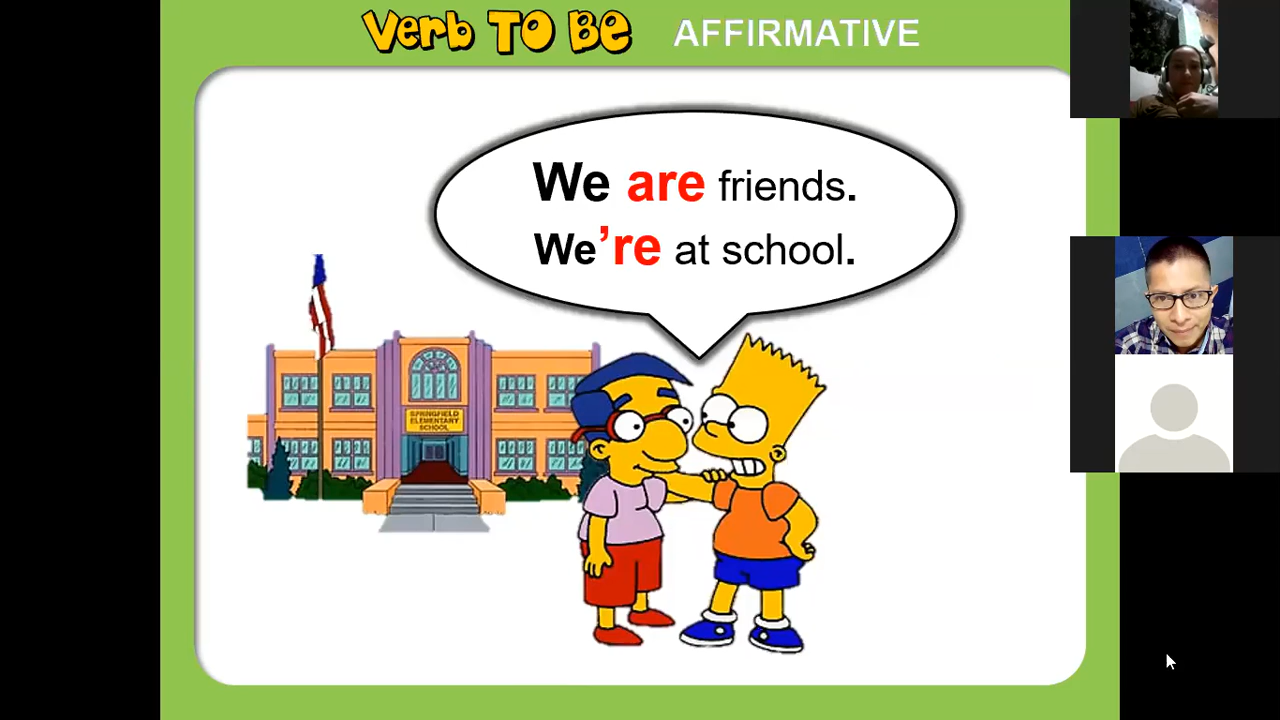 Verb TO BE AFFIRMATIVE
We are friends.
We're at school.
SPRINGFIELD
ELEMENTARY
SCHOOL